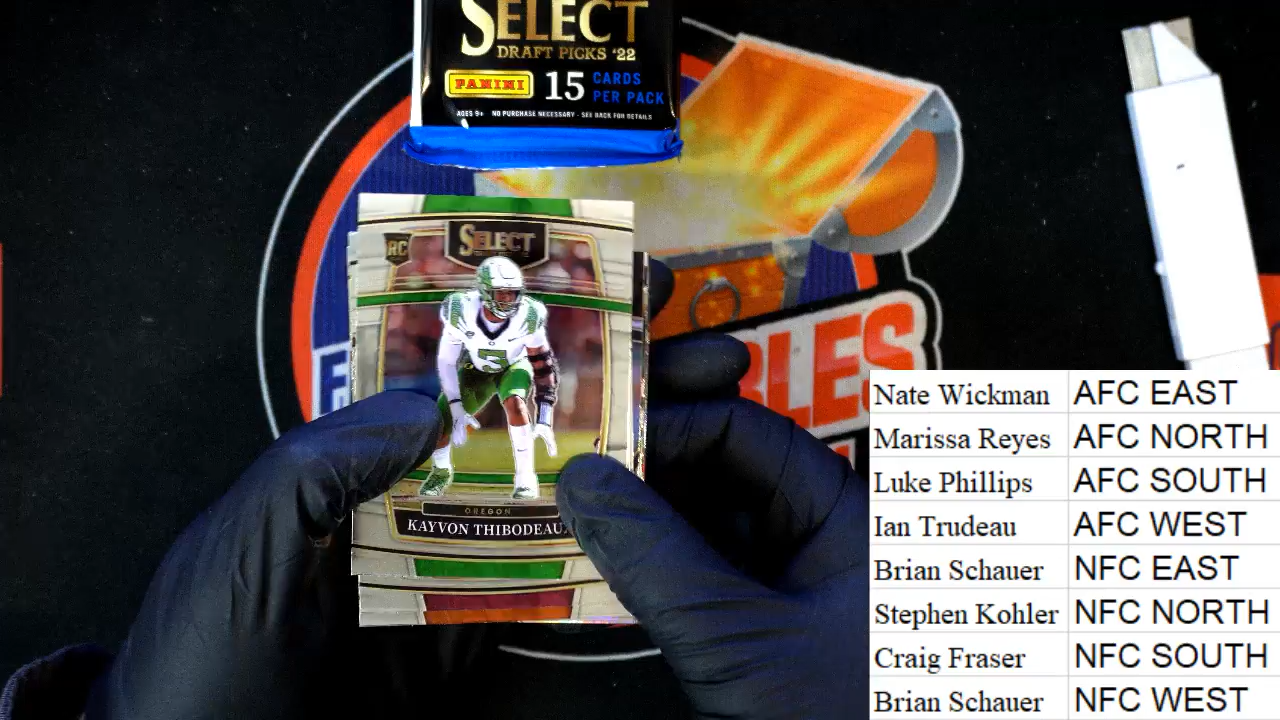 SELECT
DRAFT PICKS '22
PANINI 15 CARDS
PER PACK
AGES 9+ NO PURCHASE NECESSARY - SEE BACK FOR DETAILS
RC
SELECT
3
OREGON
KAYVON THIBODEAUX
BLES
Nate Wickman AFC EAST
Marissa Reyes AFC NORTH
Luke Phillips AFC SOUTH
Ian Trudeau AFC WEST
Brian Schauer NFC EAST
Stephen Kohler NFC NORTH
Craig Fraser NFC SOUTH
Brian Schauer NFC WEST